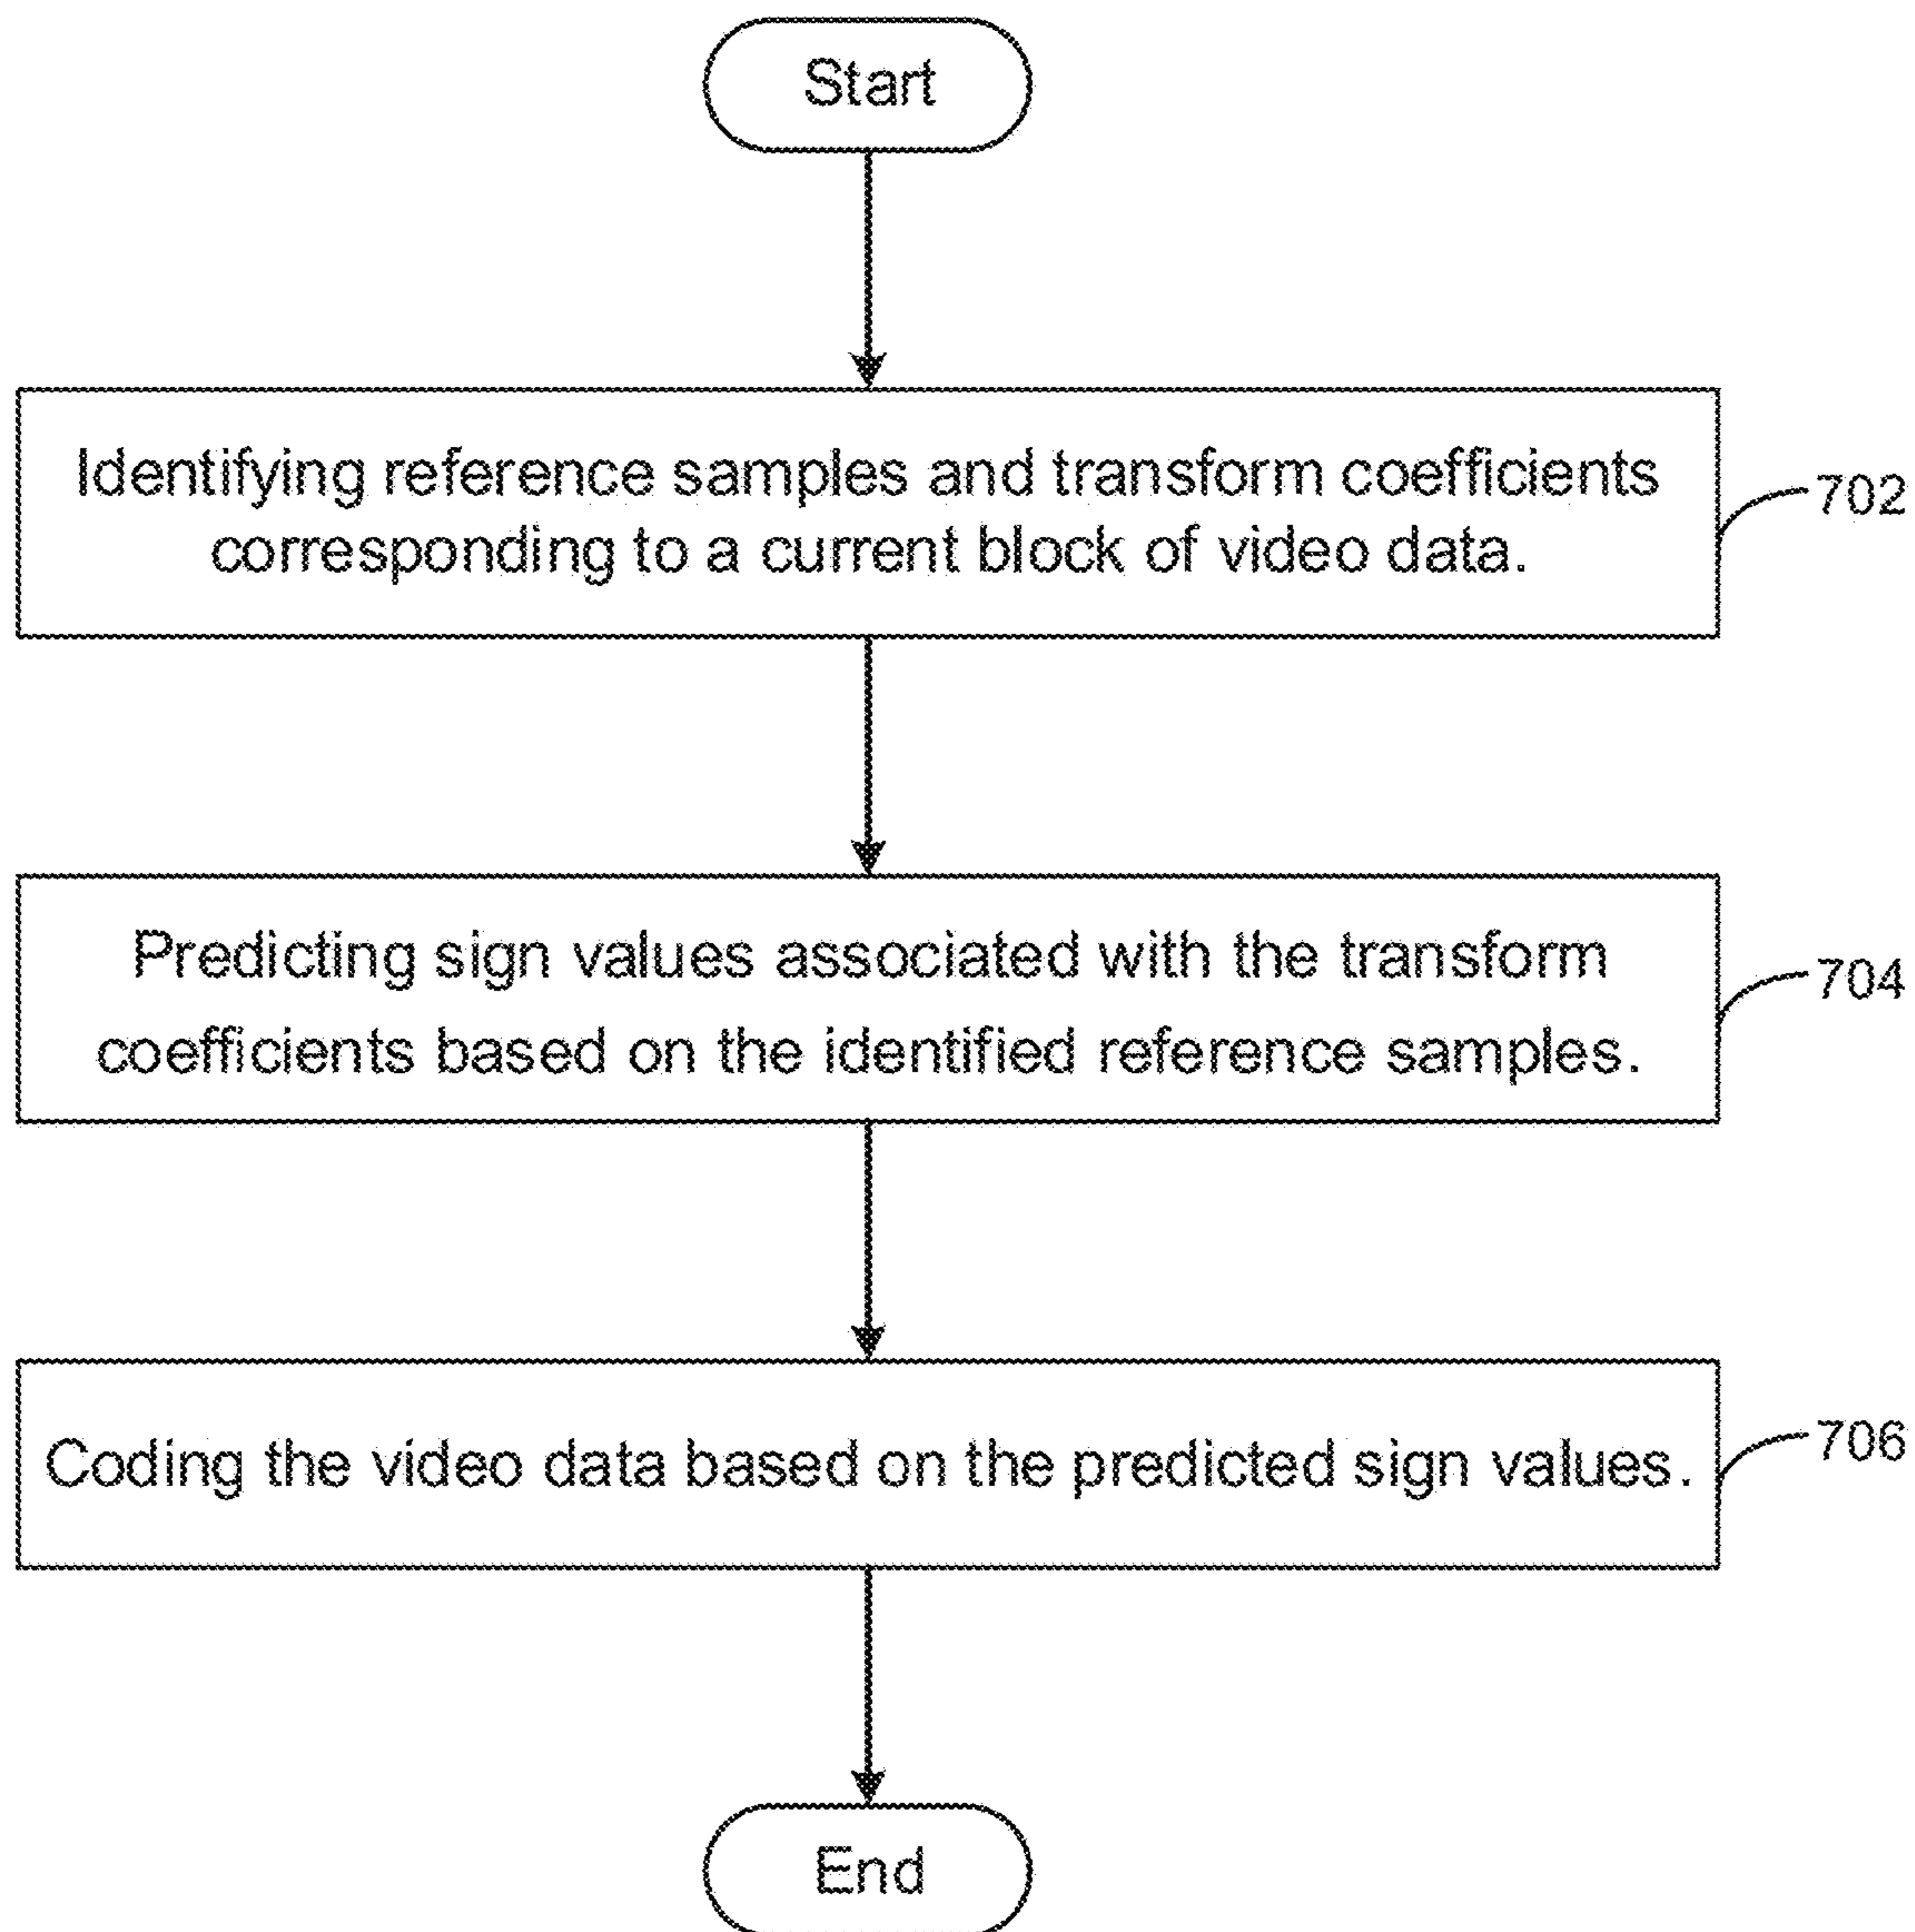 Start
Identifying reference samples and transform coefficients
corresponding to a current block of video data.
702
Predicting sign values associated with the transform
coefficients based on the identified reference samples.
704
Coding the video data based on the predicted sign values.
706
End